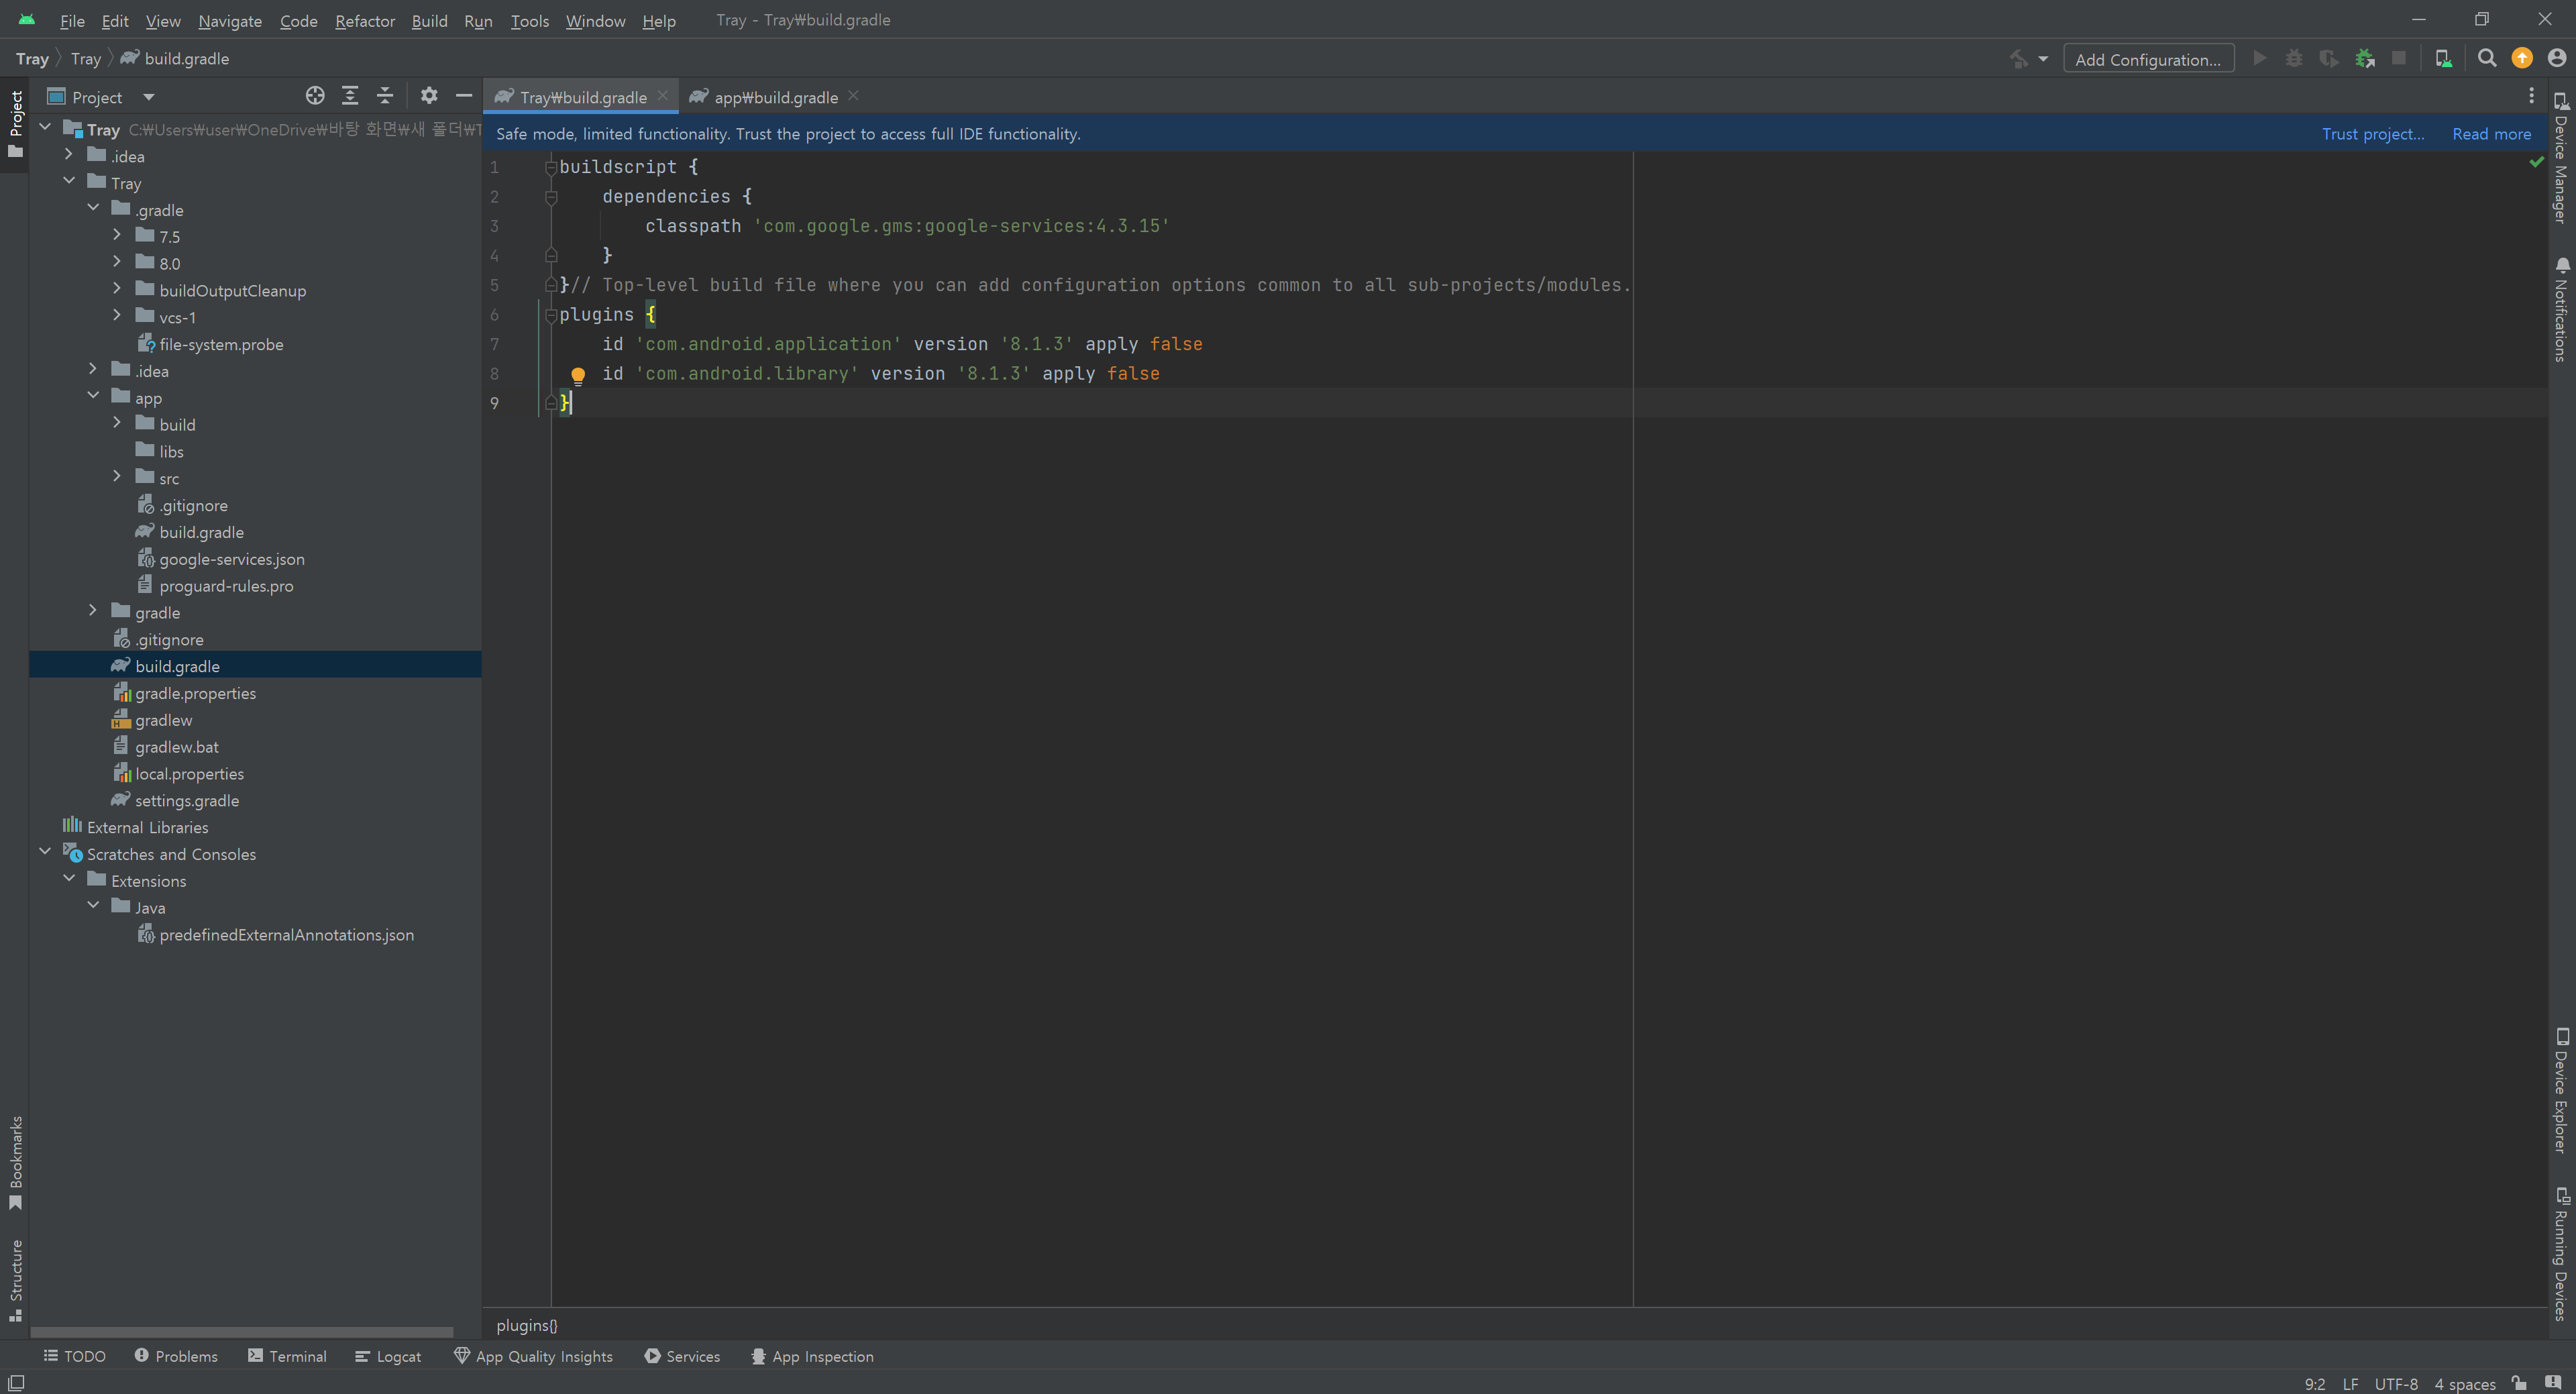 File Edit View Navigate Code Refactor Build Run Tools Window Help Tray - Tray₩build.gradle
Tray Tray build.gradle Add Configuration...
Project
Project
Tray₩build.gradle app₩build.gradle
Safe mode, limited functionality. Trust the project to access full IDE functionality. Trust project... Read more
Tray C:₩Users₩user₩OneDrive₩바탕 화면₩새 폴더₩T
.idea
Tray
.gradle
7.5
8.0
buildOutputCleanup
vcs-1
file-system.probe
.idea
app
build
libs
src
.gitignore
build.gradle
google-services.json
proguard-rules.pro
gradle
.gitignore
build.gradle
gradle.properties
gradlew
gradlew.bat
local.properties
settings.gradle
External Libraries
Scratches and Consoles
Extensions
Java
predefinedExternalAnnotations.json
1 buildscript {
2 dependencies {
3 classpath 'com.google.gms:google-services:4.3.15'
4 }
5 }// Top-level build file where you can add configuration options common to all sub-projects/modules.
6 plugins {
7 id 'com.android.application' version '8.1.3' apply false
8 id 'com.android.library' version '8.1.3' apply false
9 }
plugins{}
Bookmarks
Structure
Device Manager
Notifications
Device Explorer
Running Devices
TODO Problems Terminal Logcat App Quality Insights Services App Inspection
9:2 LF UTF-8 4 spaces